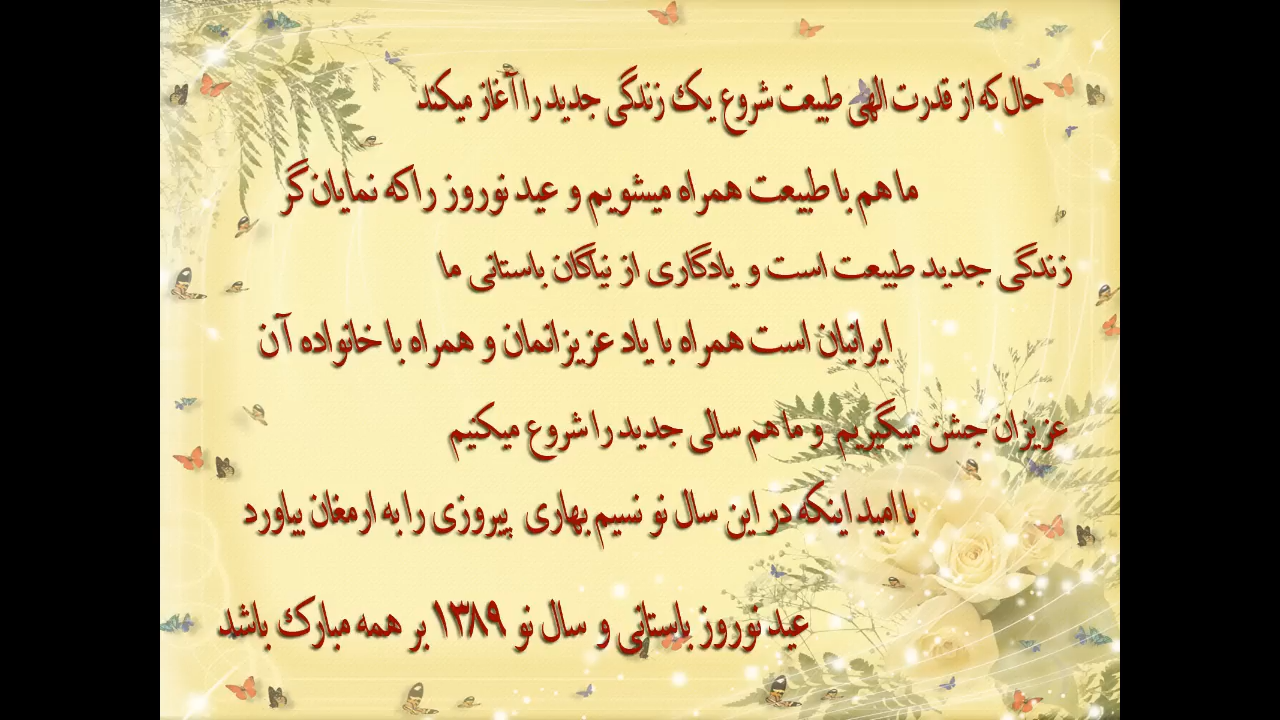 حال که از قدرت الهی طبیعت شروع یک زندگی جدید را آغاز میکند
ما هم با طبیعت همراه میشویم و عید نوروز را که نمایان گر
زندگی جدید طبیعت است و یادگاری از نیاکان باستانی ما
ایرانیان است همراه با یاد عزیزانمان و همراه با خانواده آن
عزیزان جشن میگیریم و ما هم سالی جدید را شروع میکنیم
با امید اینکه در این سال نو نسیم بهاری پیروزی را به ارمغان بیاورد
عید نوروز باستانی و سال نو ۱۳۸۹ بر همه مبارک باشد